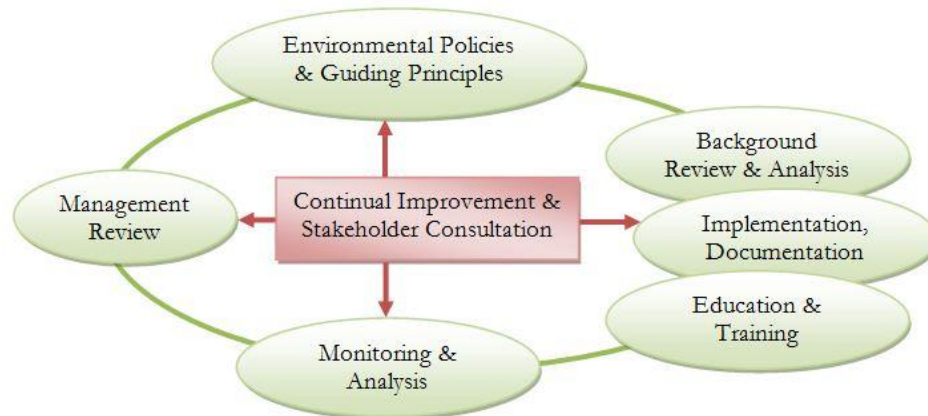 Environmental Policies
& Guiding Principles
Background
Review & Analysis
Management
Review
Continual Improvement &
Stakeholder Consultation
Implementation,
Documentation
Education &
Training
Monitoring &
Analysis